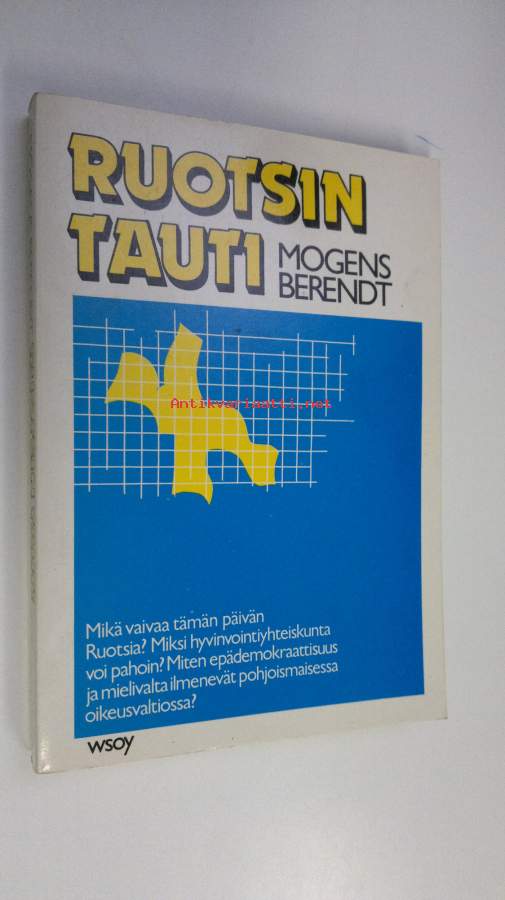 RUOTSIN
TAUTI
MOGENS
BERENDT
Antikvariaatti.net
Mikä vaivaa tämän päivän
Ruotsia? Miksi hyvinvointiyhteiskunta
voi pahoin? Miten epädemokraattisuus
ja mielivalta ilmenevät pohjoismaisessa
oikeusvaltiossa?
wsoy